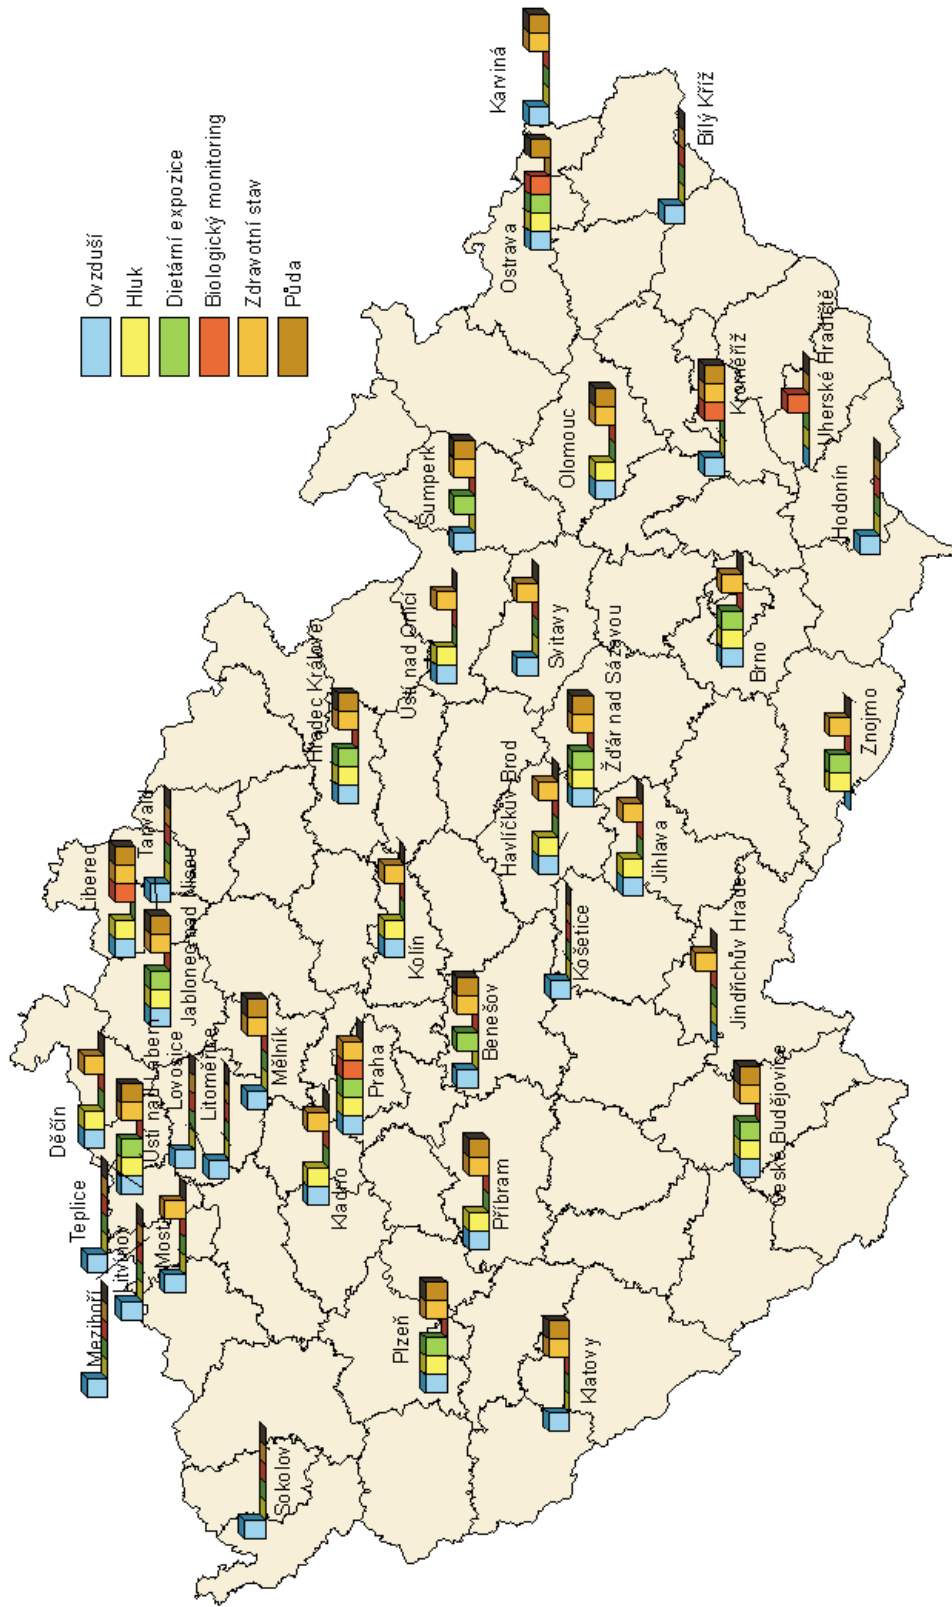 Ovzduší
Hluk
Dietární expozice
Biologický monitoring
Zdravotní stav
Půda
Karviná
Ostrava
Bílý Kříž
Šumperk
Olomouc
Kroměříž
Uherské Hradiště
Hodonín
Ústí nad Orlicí
Svitavy
Brno
Hradec Králové
Havlíčkův Brod
Žďár nad Sázavou
Jihlava
Znojmo
Liberec
Tanvald
Jablonec nad Nisou
Kolín
Košetice
Jindřichův Hradec
Děčín
Ústí nad Labem
Lovosice
Litoměřice
Mělník
Praha
Benešov
Kladno
Příbram
České Budějovice
Teplice
Litvínov
Most
Meziboří
Plzeň
Klatovy
Sokolov